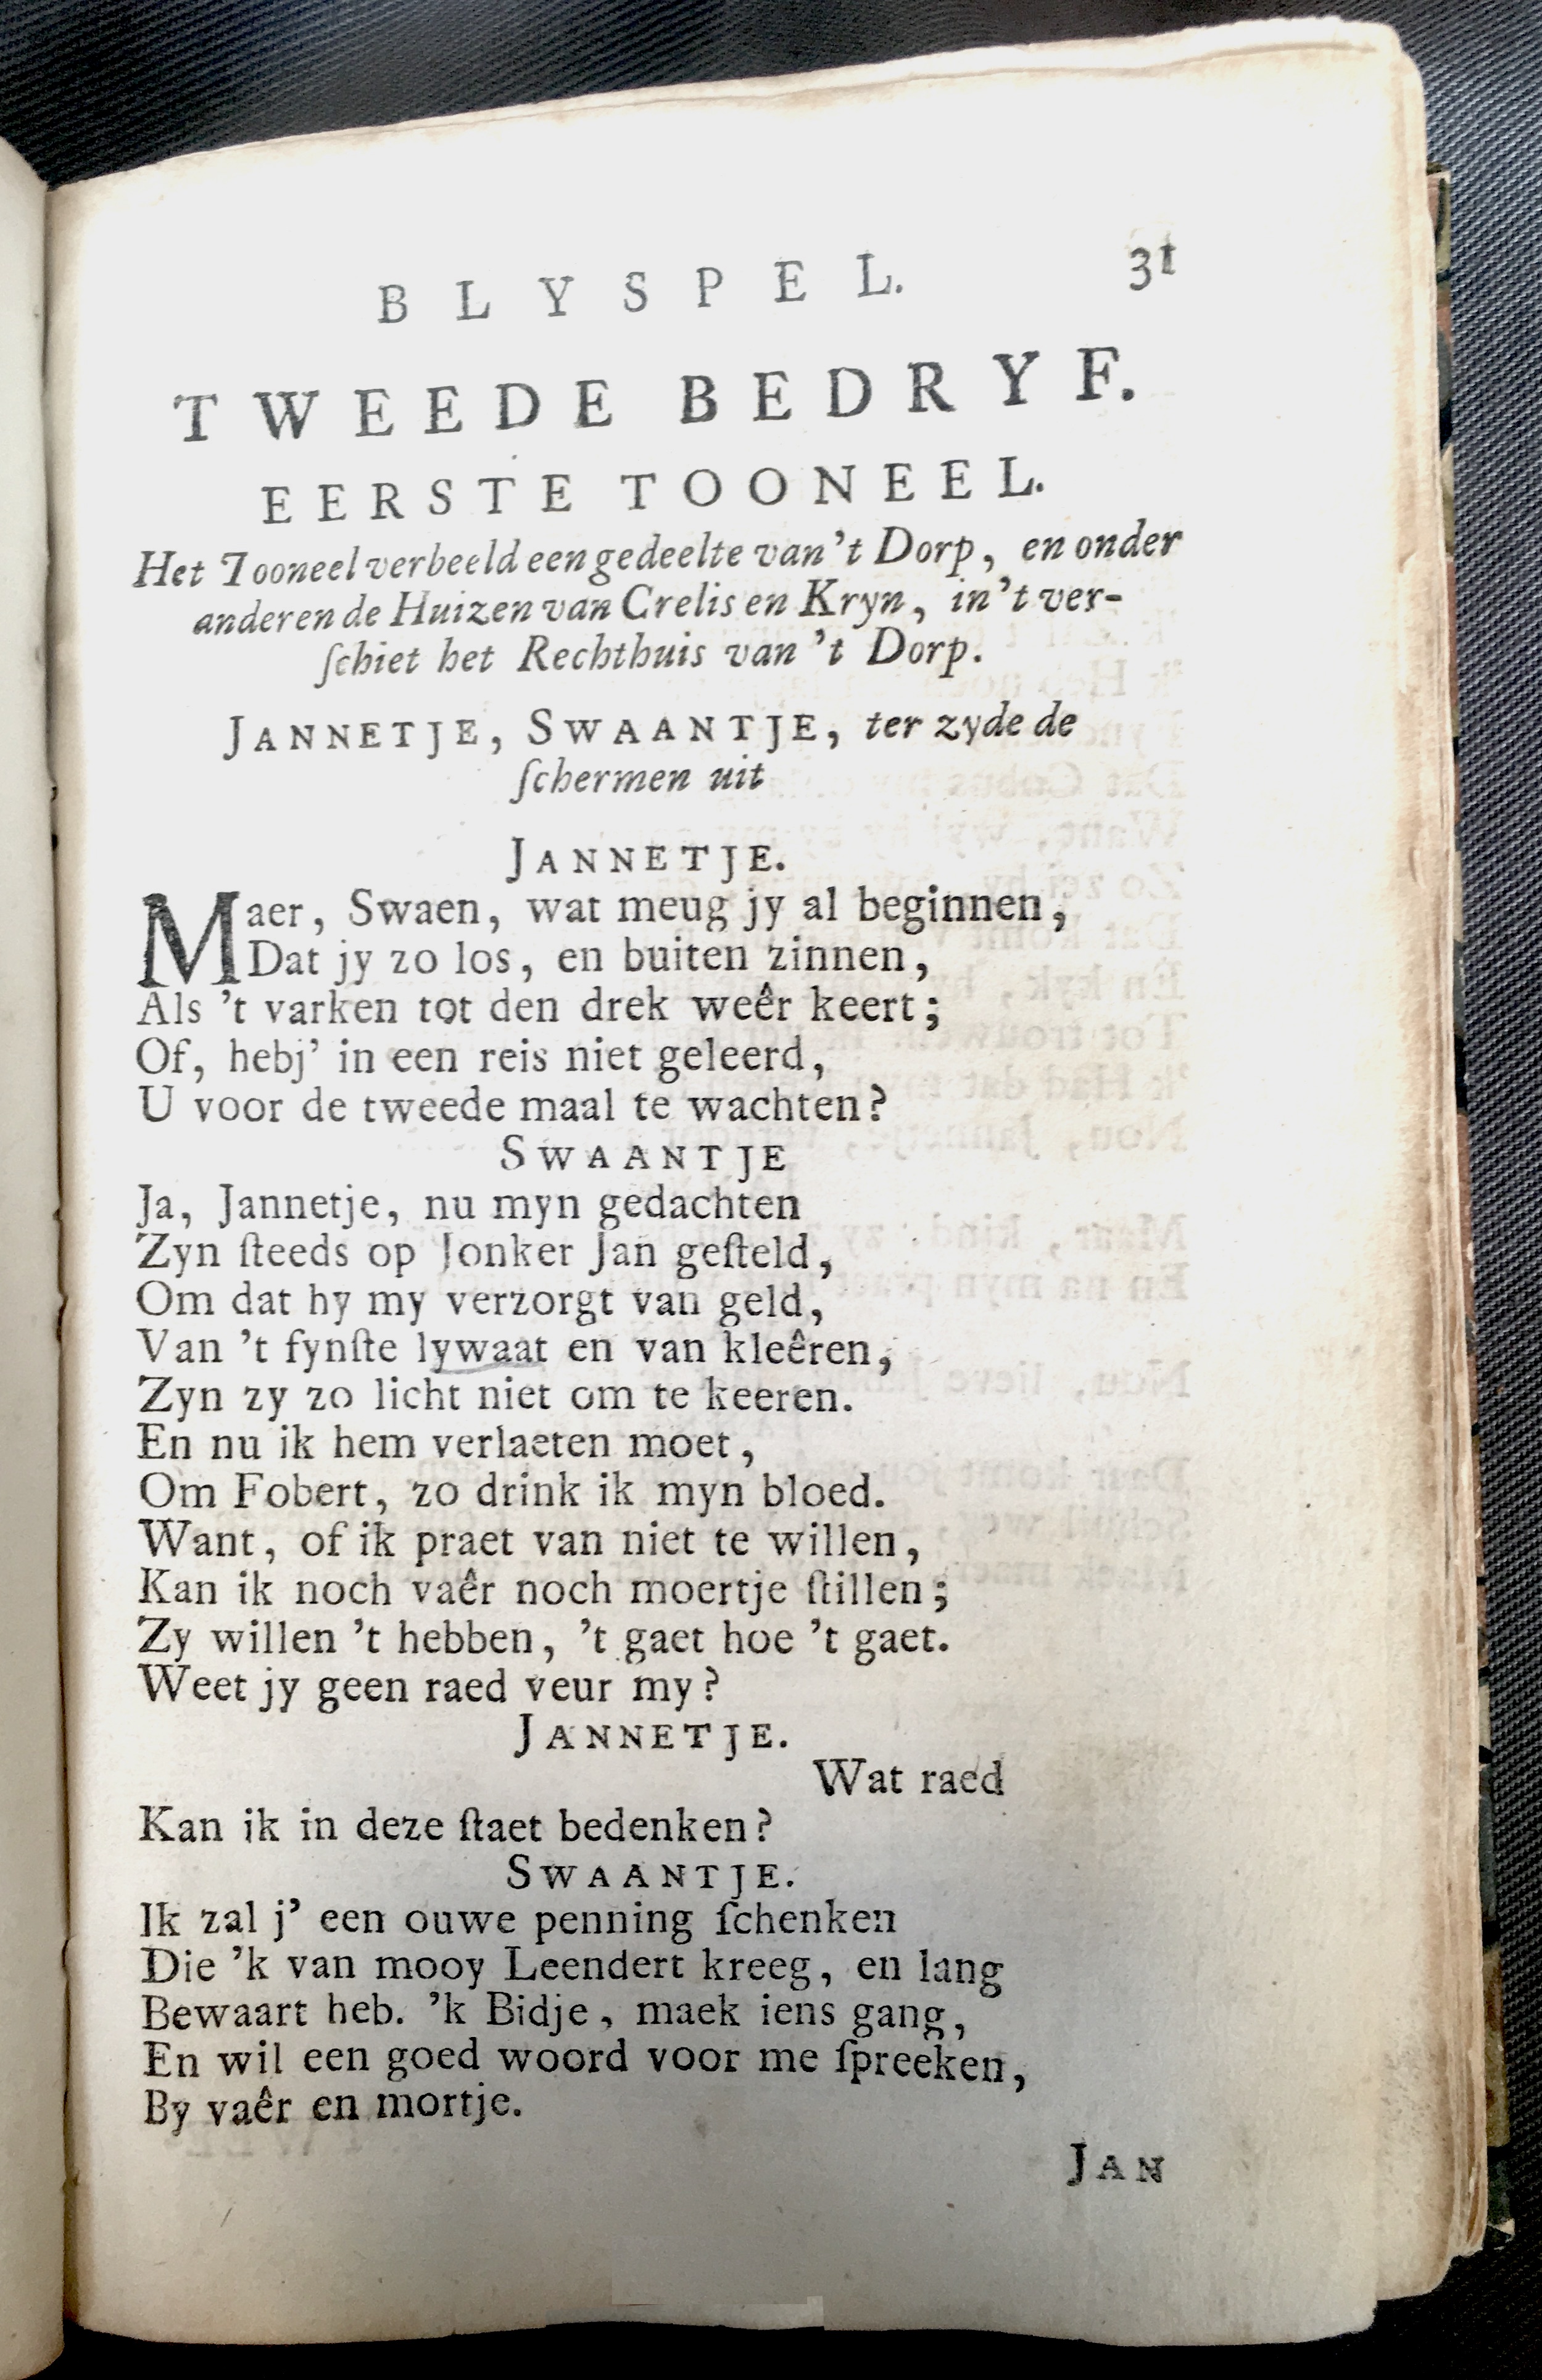 BLYSPEL. 31
TWEEDE BEDRYF.
EERSTE TOONEEL.
Het Tooneel verbeeld een gedeelte van 't Dorp, en onder
anderen de Huizen van Crelis en Kryn, in 't ver-
ſchiet het Rechthuis van 't Dorp.
JANNETJE, SWAANTJE, ter zyde de
ſchermen uit
JANNETJE.
Maer, Swaen, wat meug jy al beginnen,
Dat jy zo los, en buiten zinnen,
Als 't varken tot den drek weêr keert;
Of, hebj' in een reis niet geleerd,
U voor de tweede maal te wachten?
SWAANTJE
Ja, Jannetje, nu myn gedachten
Zyn ſteeds op Jonker Jan geſteld,
Om dat hy my verzorgt van geld,
Van 't fynſte lywaat en van kleêren,
Zyn zy zo licht niet om te keeren.
En nu ik hem verlaeten moet,
Om Fobert, zo drink ik myn bloed.
Want, of ik praet van niet te willen,
Kan ik noch vaêr noch moertje ſtillen;
Zy willen 't hebben, 't gaet hoe 't gaet.
Weet jy geen raed veur my?
JANNETJE.
Wat raed
Kan ik in deze ſtaet bedenken?
SWAANTJE.
Ik zal j' een ouwe penning ſchenken
Die 'k van mooy Leendert kreeg, en lang
Bewaart heb. 'k Bidje, maek iens gang,
En wil een goed woord voor me ſpreeken,
By vaêr en mortje.
JAN